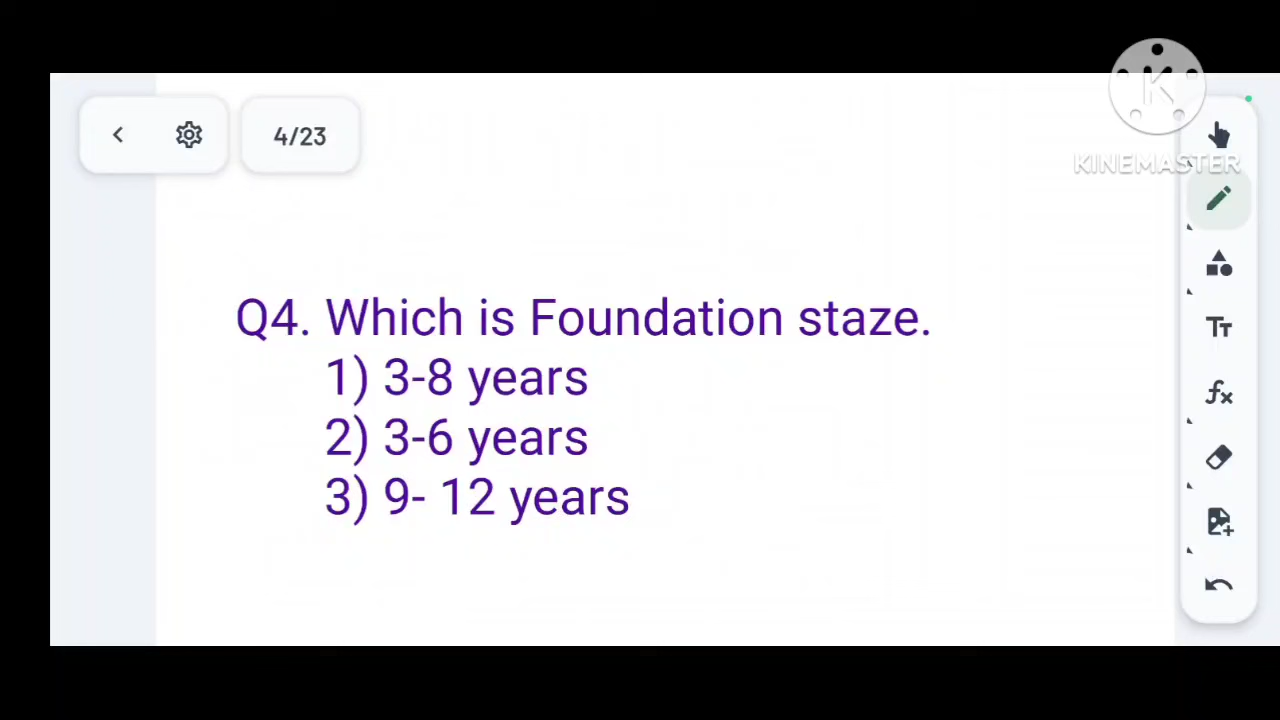 4/23
KINEMASTER
Q4. Which is Foundation staze.
1) 3-8 years
2) 3-6 years
3) 9- 12 years